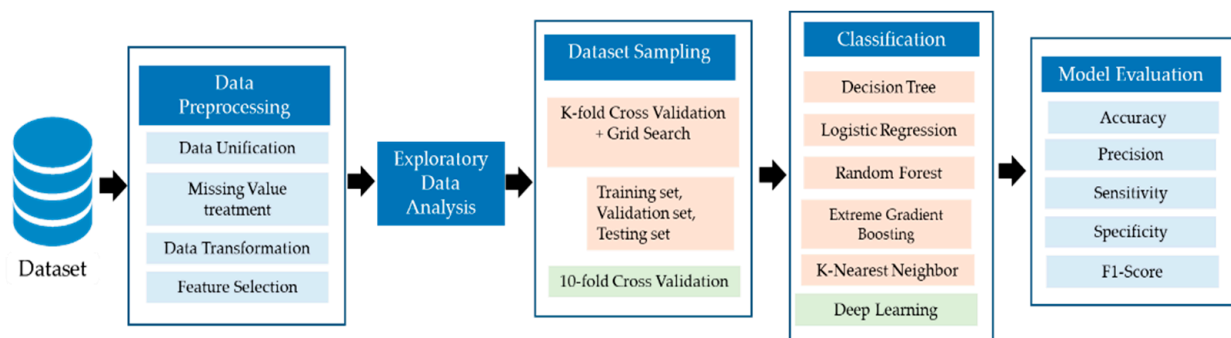 Dataset
Data
Preprocessing
Data Unification
Missing Value
treatment
Data Transformation
Feature Selection
Exploratory
Data
Analysis
Dataset Sampling
K-fold Cross Validation
+ Grid Search
Training set,
Validation set,
Testing set
10-fold Cross Validation
Classification
Decision Tree
Logistic Regression
Random Forest
Extreme Gradient
Boosting
K-Nearest Neighbor
Deep Learning
Model Evaluation
Accuracy
Precision
Sensitivity
Specificity
F1-Score